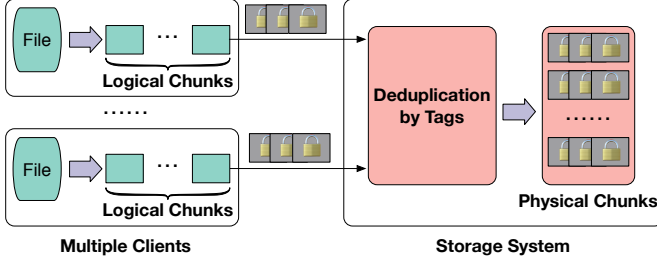 File
...
Logical Chunks
......
File
...
Logical Chunks
Multiple Clients
Deduplication
by Tags
......
Physical Chunks
Storage System